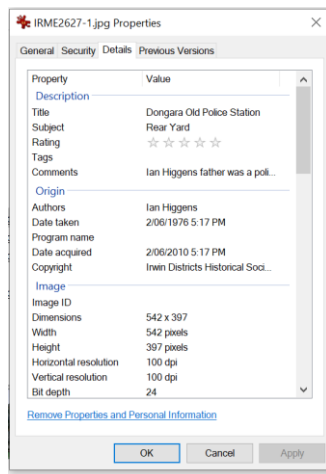 IRME2627-1.jpg Properties
General Security Details Previous Versions
Property Value
Description
Title Dongara Old Police Station
Subject Rear Yard
Rating
Tags
Comments Ian Higgens father was a poli...
Origin
Authors Ian Higgens
Date taken 2/06/1976 5:17 PM
Program name
Date acquired 2/06/2010 5:17 PM
Copyright Irwin Districts Historical Soci...
Image
Image ID
Dimensions 542 x 397
Width 542 pixels
Height 397 pixels
Horizontal resolution 100 dpi
Vertical resolution 100 dpi
Bit depth 24
Remove Properties and Personal Information
OK Cancel Apply